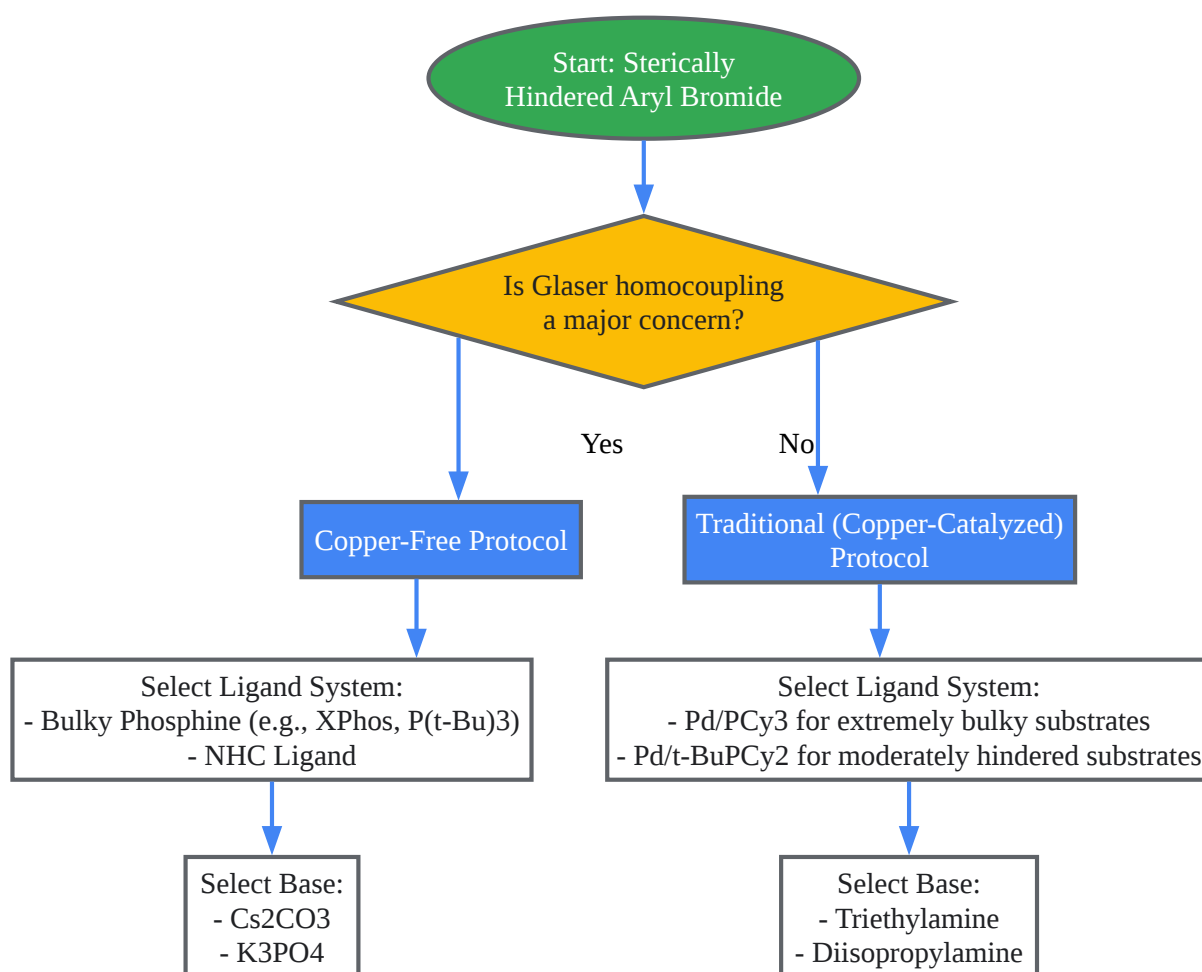 Start: Sterically
Hindered Aryl Bromide
Is Glaser homocoupling
a major concern?
Yes
No
Copper-Free Protocol
Traditional (Copper-Catalyzed)
Protocol
Select Ligand System:
- Bulky Phosphine (e.g., XPhos, P(t-Bu)3)
- NHC Ligand
Select Ligand System:
- Pd/PCy3 for extremely bulky substrates
- Pd/t-BuPCy2 for moderately hindered substrates
Select Base:
- Cs2CO3
- K3PO4
Select Base:
- Triethylamine
- Diisopropylamine